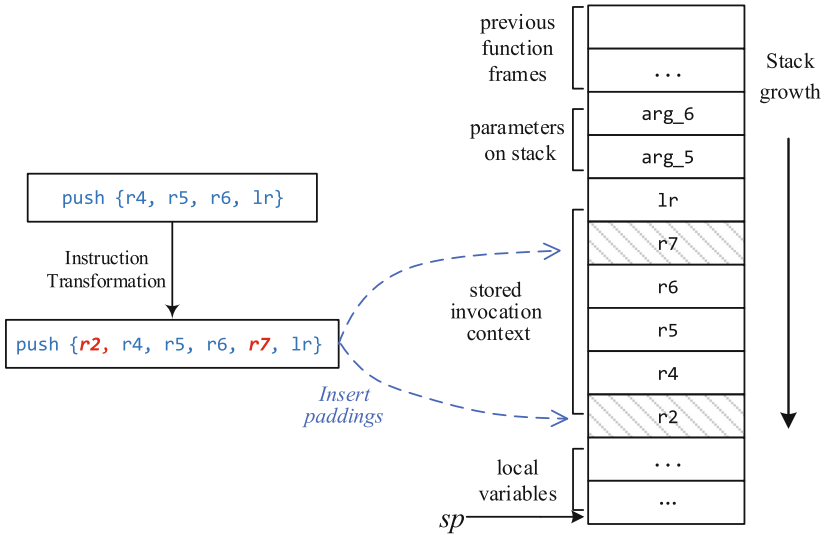 push {r4, r5, r6, lr}
Instruction
Transformation
push {r2, r4, r5, r6, r7, lr}
Insert
paddings
previous
function
frames
parameters
on stack
stored
invocation
context
local
variables
sp
...
arg_6
arg_5
lr
r7
r6
r5
r4
r2
...
...
Stack
growth